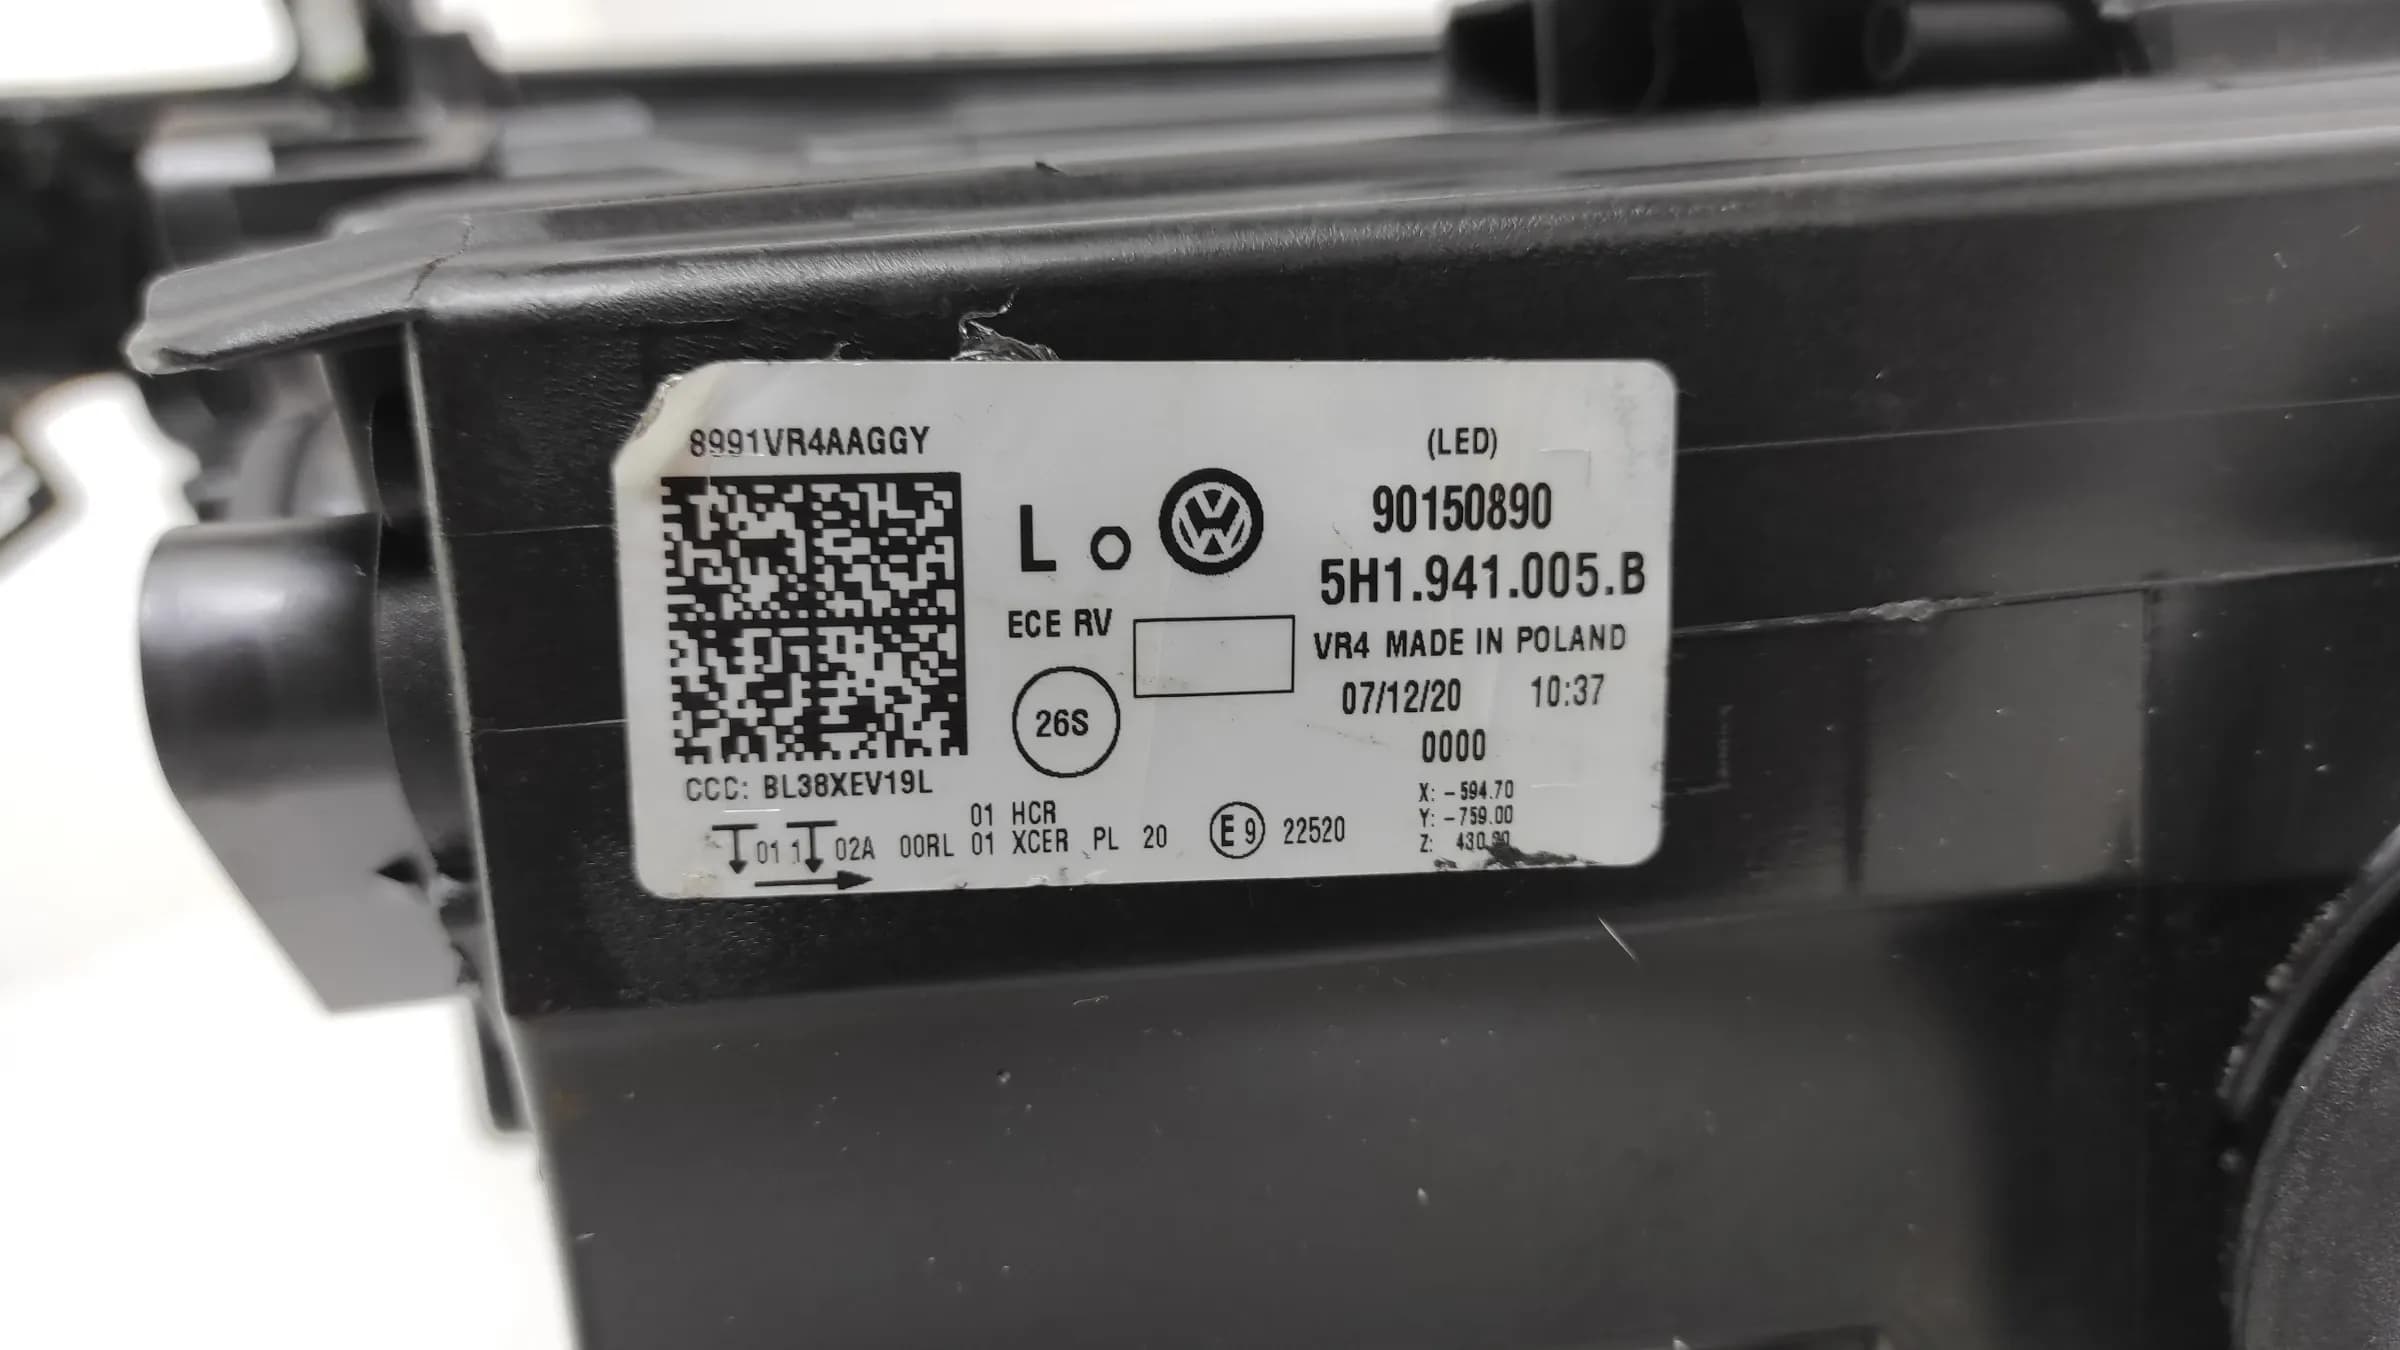 8991VR4AAGGY
CCC: BL38XEV19L
L
ECE RV
26S
(LED)
90150890
5H1.941.005.B
VR4 MADE IN POLAND
07/12/20 10:37
0000
X: -594.70
Y: -759.00
Z:
01 HCR
01 1 02A 00RL 01 XCER PL 20 E9 22520